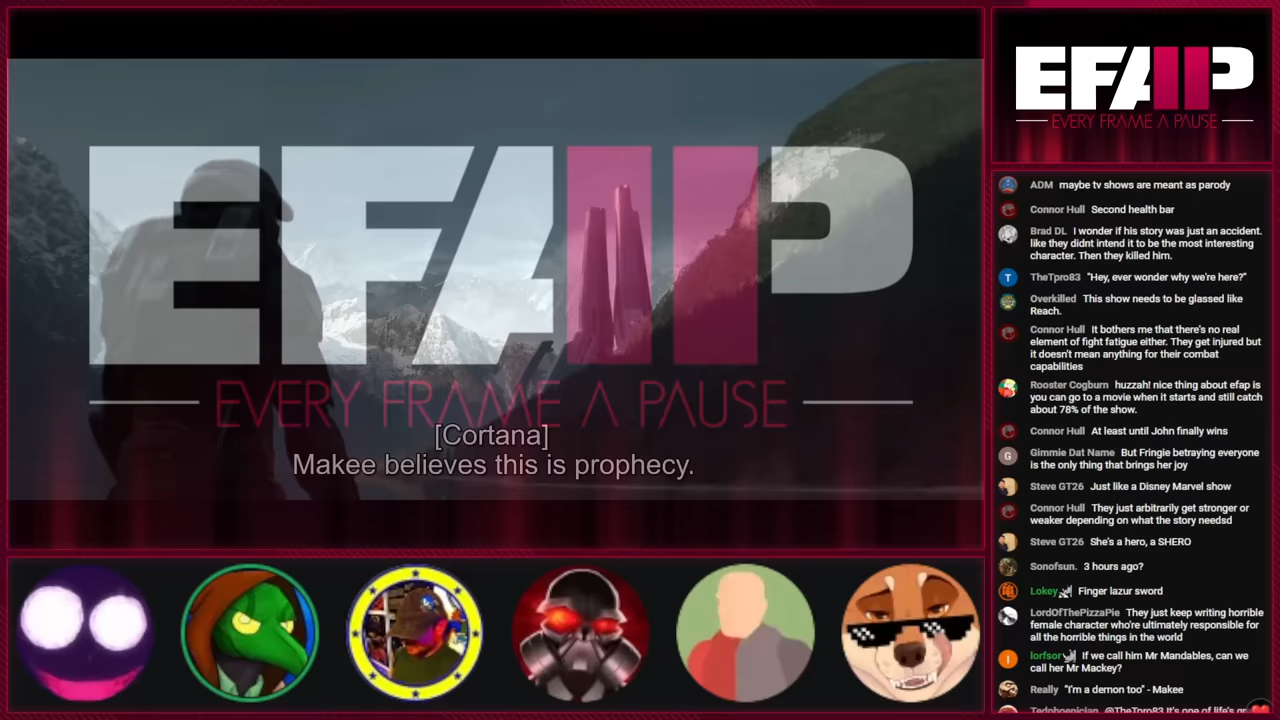 EFAP
EVERY FRAME A PAUSE
[Cortana]
Makee believes this is prophecy.
EFAP
EVERY FRAME A PAUSE
ADM maybe tv shows are meant as parody
Connor Hull Second health bar
Brad DL I wonder if his story was just an accident.
like they didnt intend it to be the most interesting
character. Then they killed him.
T
TheTpro83 "Hey, ever wonder why we're here?"
Overkilled This show needs to be glassed like
Reach.
Connor Hull It bothers me that there's no real
element of fight fatigue either. They get injured but
it doesn't mean anything for their combat
capabilities
Rooster Cogburn huzzah! nice thing about efap is
you can go to a movie when it starts and still catch
about 78% of the show.
Connor Hull At least until John finally wins
G
Gimmie Dat Name But Fringie betraying everyone
is the only thing that brings her joy
Steve GT26 Just like a Disney Marvel show
Connor Hull They just arbitrarily get stronger or
weaker depending on what the story needsd
Steve GT26 She's a hero, a SHERO
Sonofsun. 3 hours ago?
Lokey Finger lazur sword
LordOfThePizzaPie They just keep writing horrible
female character who're ultimately responsible for
all the horrible things in the world
l
lorfsor If we call him Mr Mandables, can we
call her Mr Mackey?
Really "I'm a demon too" - Makee
Tedphoenician @TheTpro83 It's one of life's